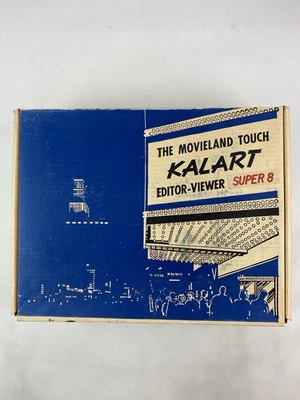 THE MOVIELAND TOUCH
KALART
EDITOR-VIEWER SUPER 8